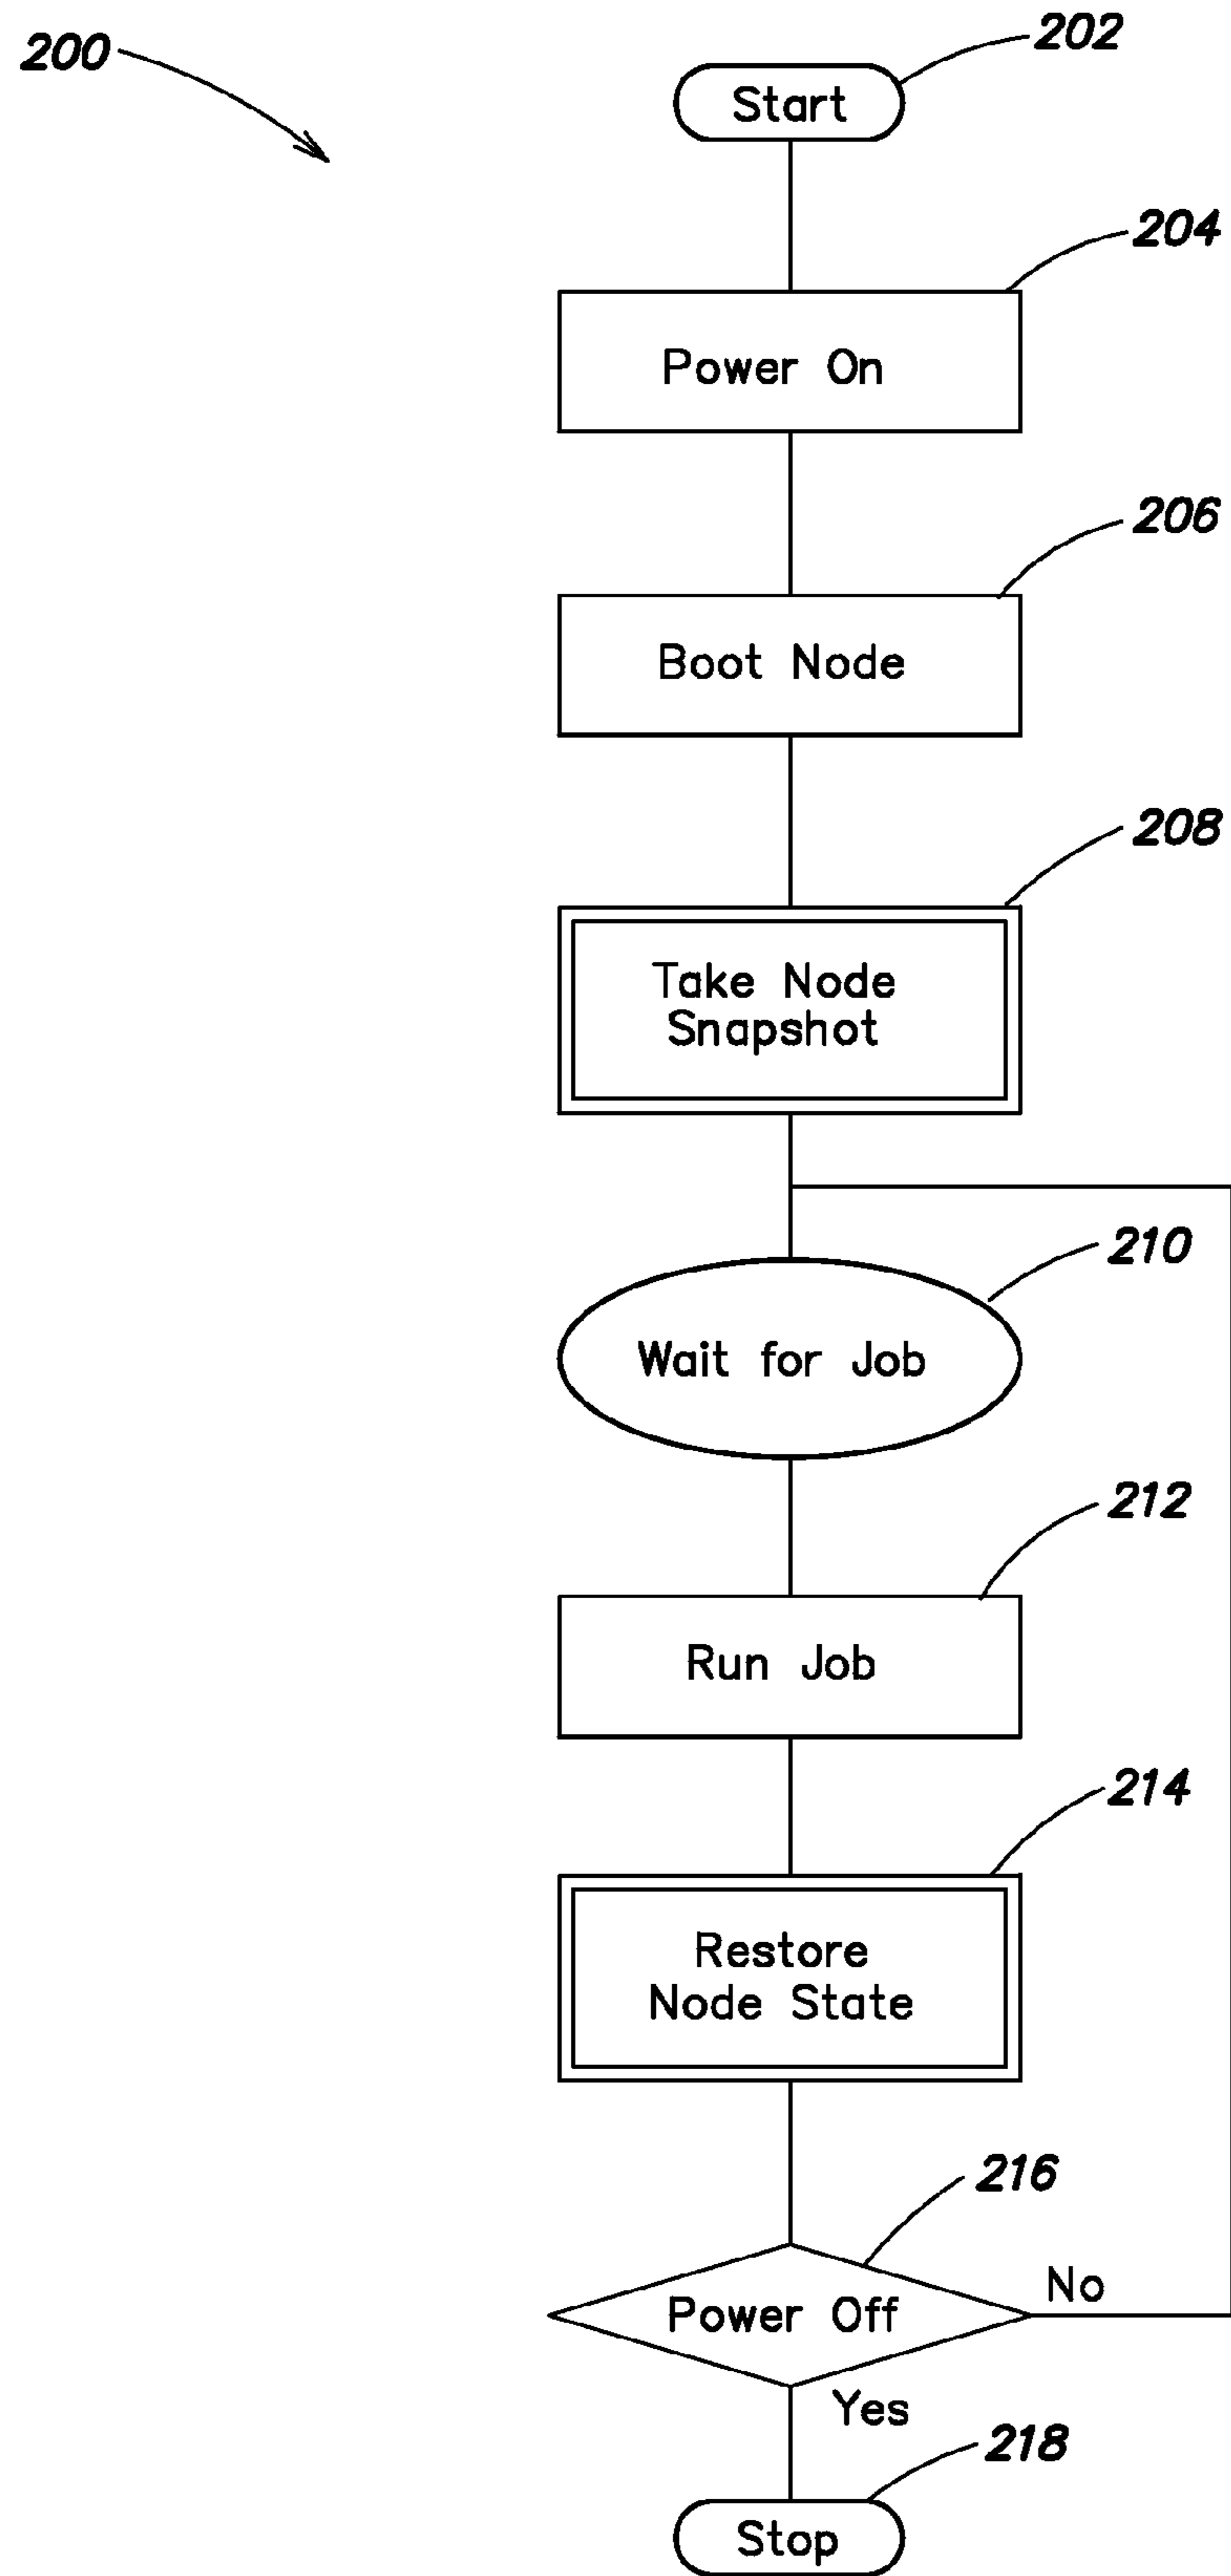 200
202
Start
204
Power On
206
Boot Node
208
Take Node
Snapshot
210
Wait for Job
212
Run Job
214
Restore
Node State
216
Power Off
No
Yes
218
Stop